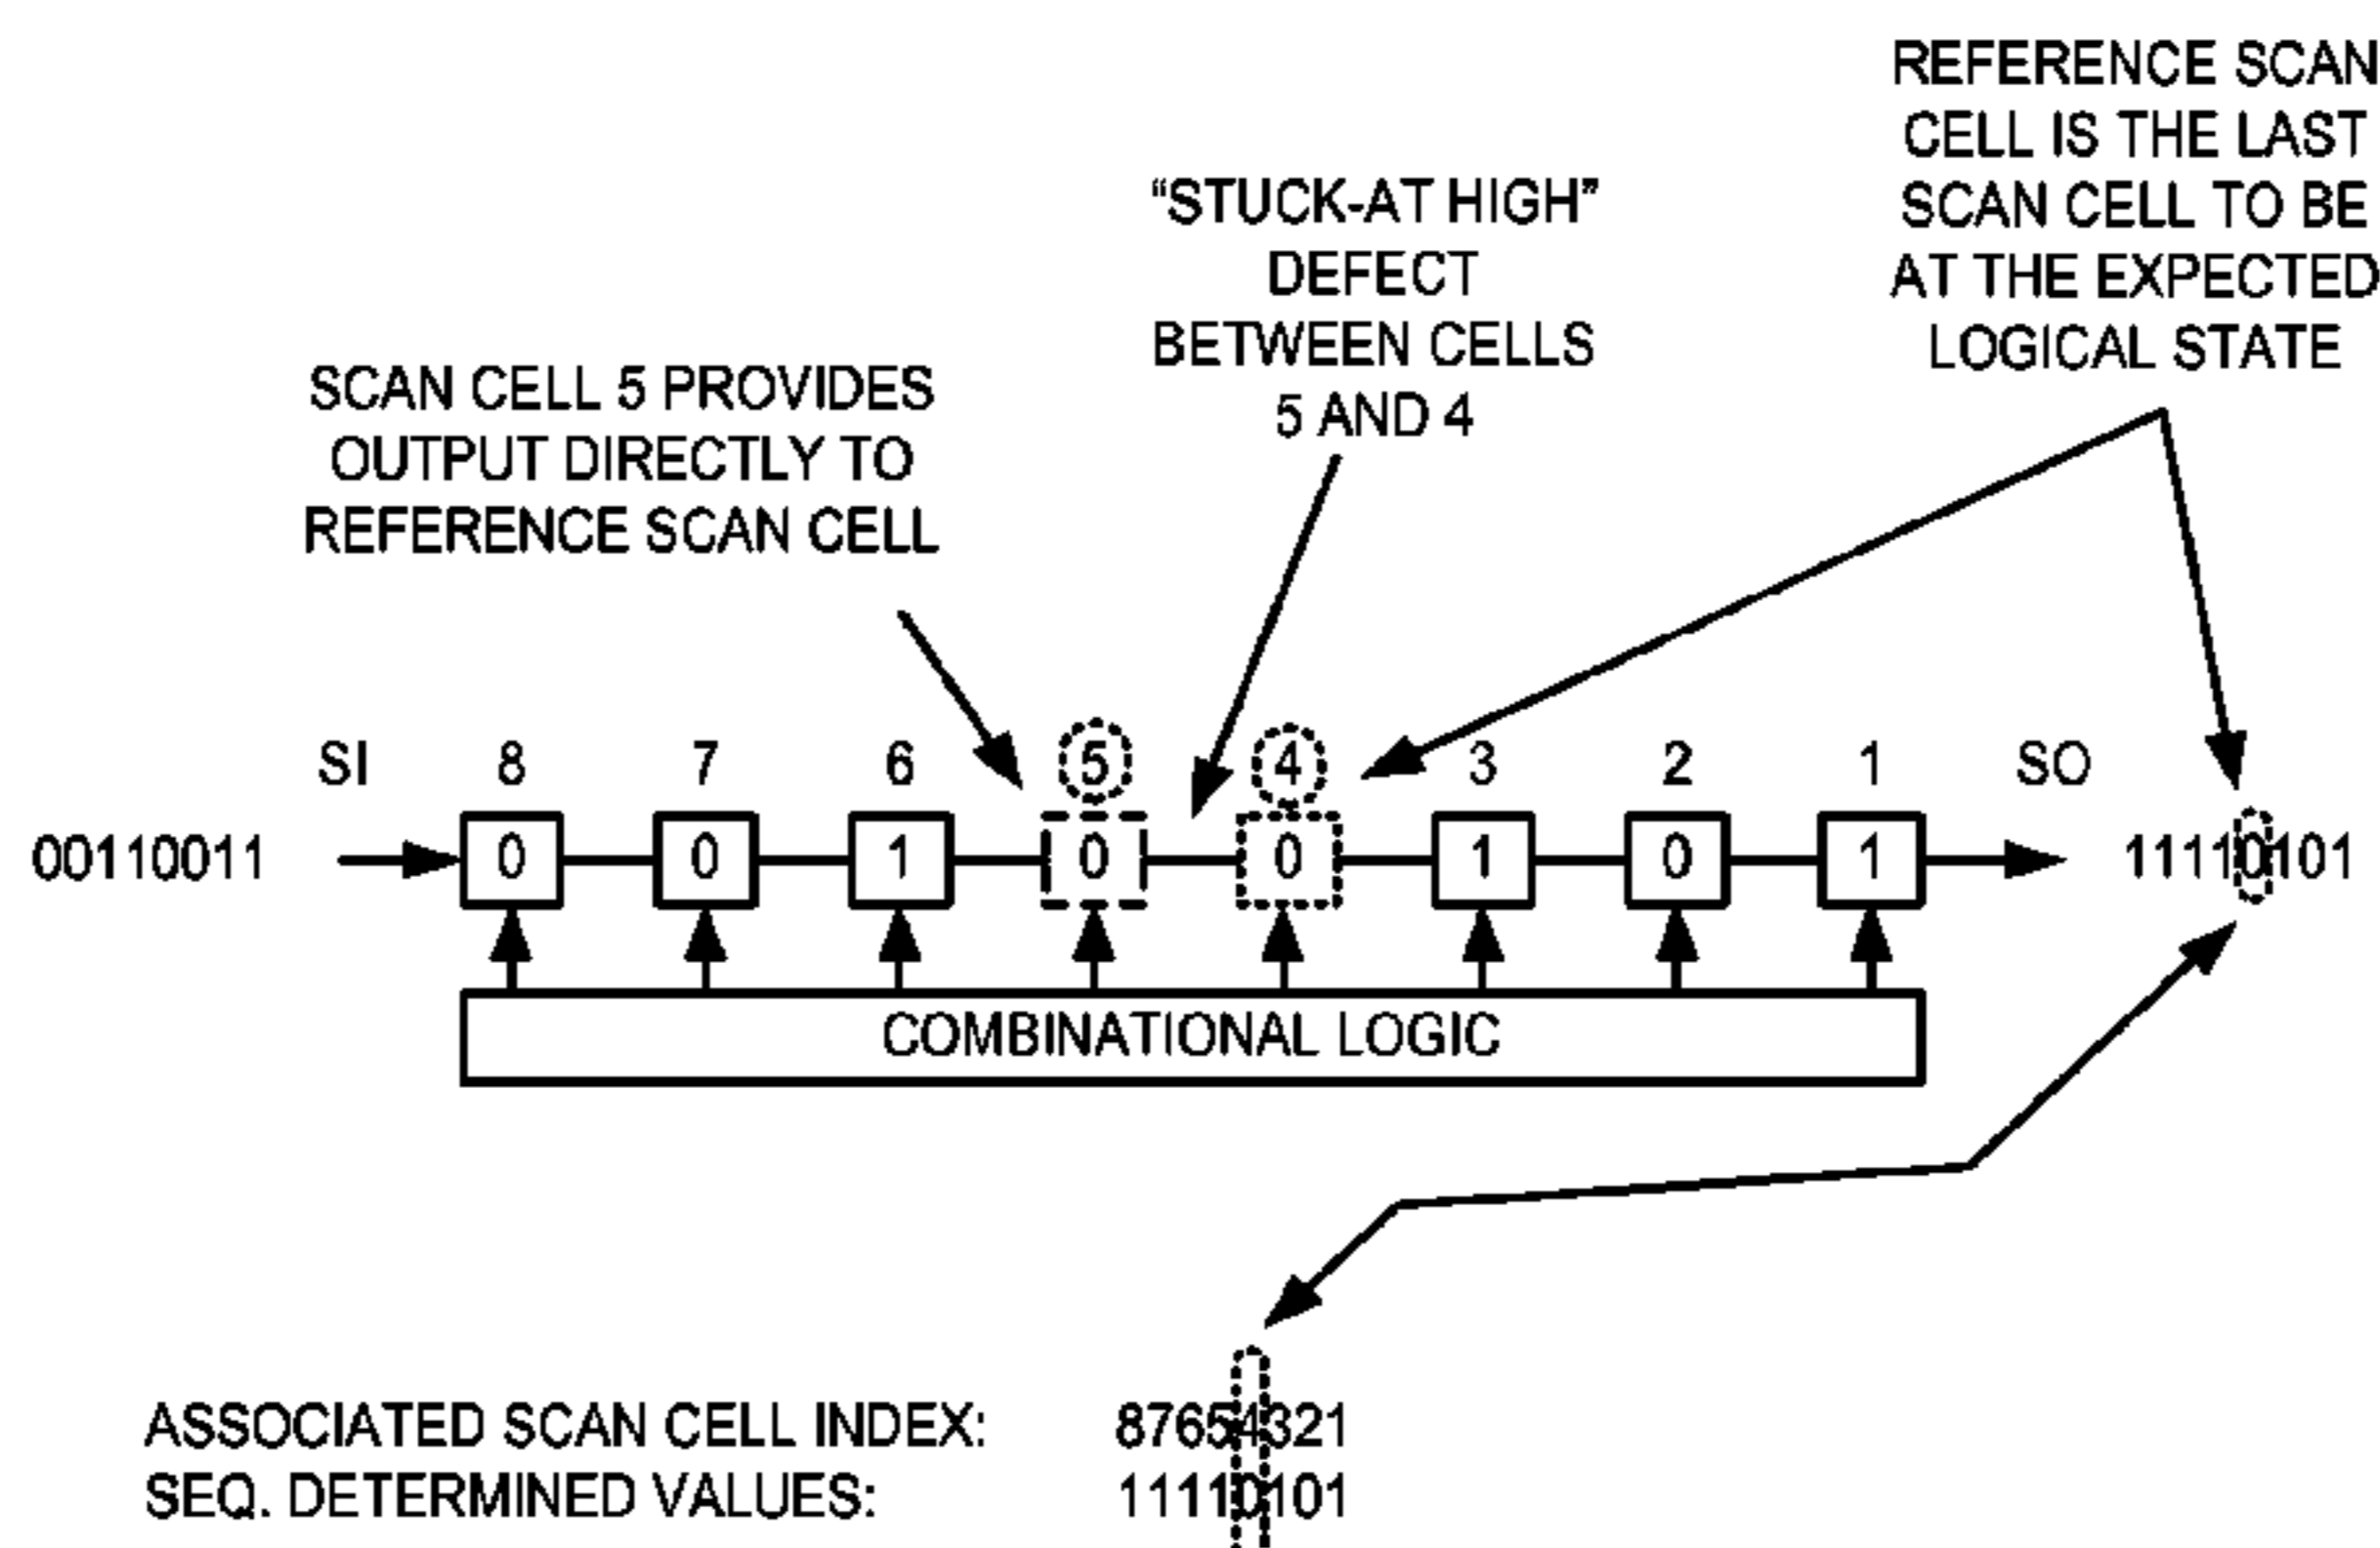 REFERENCE SCAN
CELL IS THE LAST
SCAN CELL TO BE
AT THE EXPECTED
LOGICAL STATE
“STUCK-AT HIGH”
DEFECT
BETWEEN CELLS
5 AND 4
SCAN CELL 5 PROVIDES
OUTPUT DIRECTLY TO
REFERENCE SCAN CELL
SI 8 7 6 5 4 3 2 1 SO
00110011 0 0 1 0 0 1 0 1 11110101
COMBINATIONAL LOGIC
ASSOCIATED SCAN CELL INDEX: 87654321
SEQ. DETERMINED VALUES: 11110101